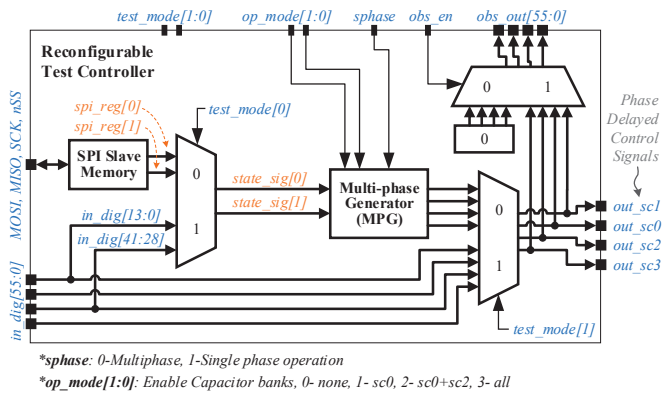 test_mode[1:0]
op_mode[1:0]
sphase
obs_en
obs_out[55:0]
Reconfigurable
Test Controller
spi_reg[0]
spi_reg[1]
test_mode[0]
0
1
0
Phase
Delayed
Control
Signals
MOSI, MISO, SCK, nSS
SPI Slave
Memory
0
1
state_sig[0]
state_sig[1]
Multi-phase
Generator
(MPG)
0
1
in_dig[13:0]
in_dig[41:28]
out_sc1
out_sc0
out_sc2
out_sc3
in_dig[55:0]
test_mode[1]
*sphase: 0-Multiphase, 1-Single phase operation
*op_mode[1:0]: Enable Capacitor banks, 0- none, 1- sc0, 2- sc0+sc2, 3- all